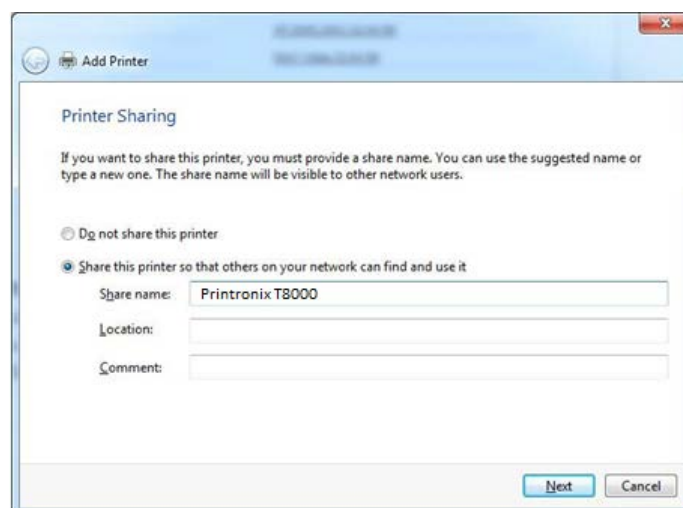 Add Printer
Printer Sharing
If you want to share this printer, you must provide a share name. You can use the suggested name or
type a new one. The share name will be visible to other network users.
Do not share this printer
Share this printer so that others on your network can find and use it
Share name: Printronix T8000
Location:
Comment:
Next Cancel